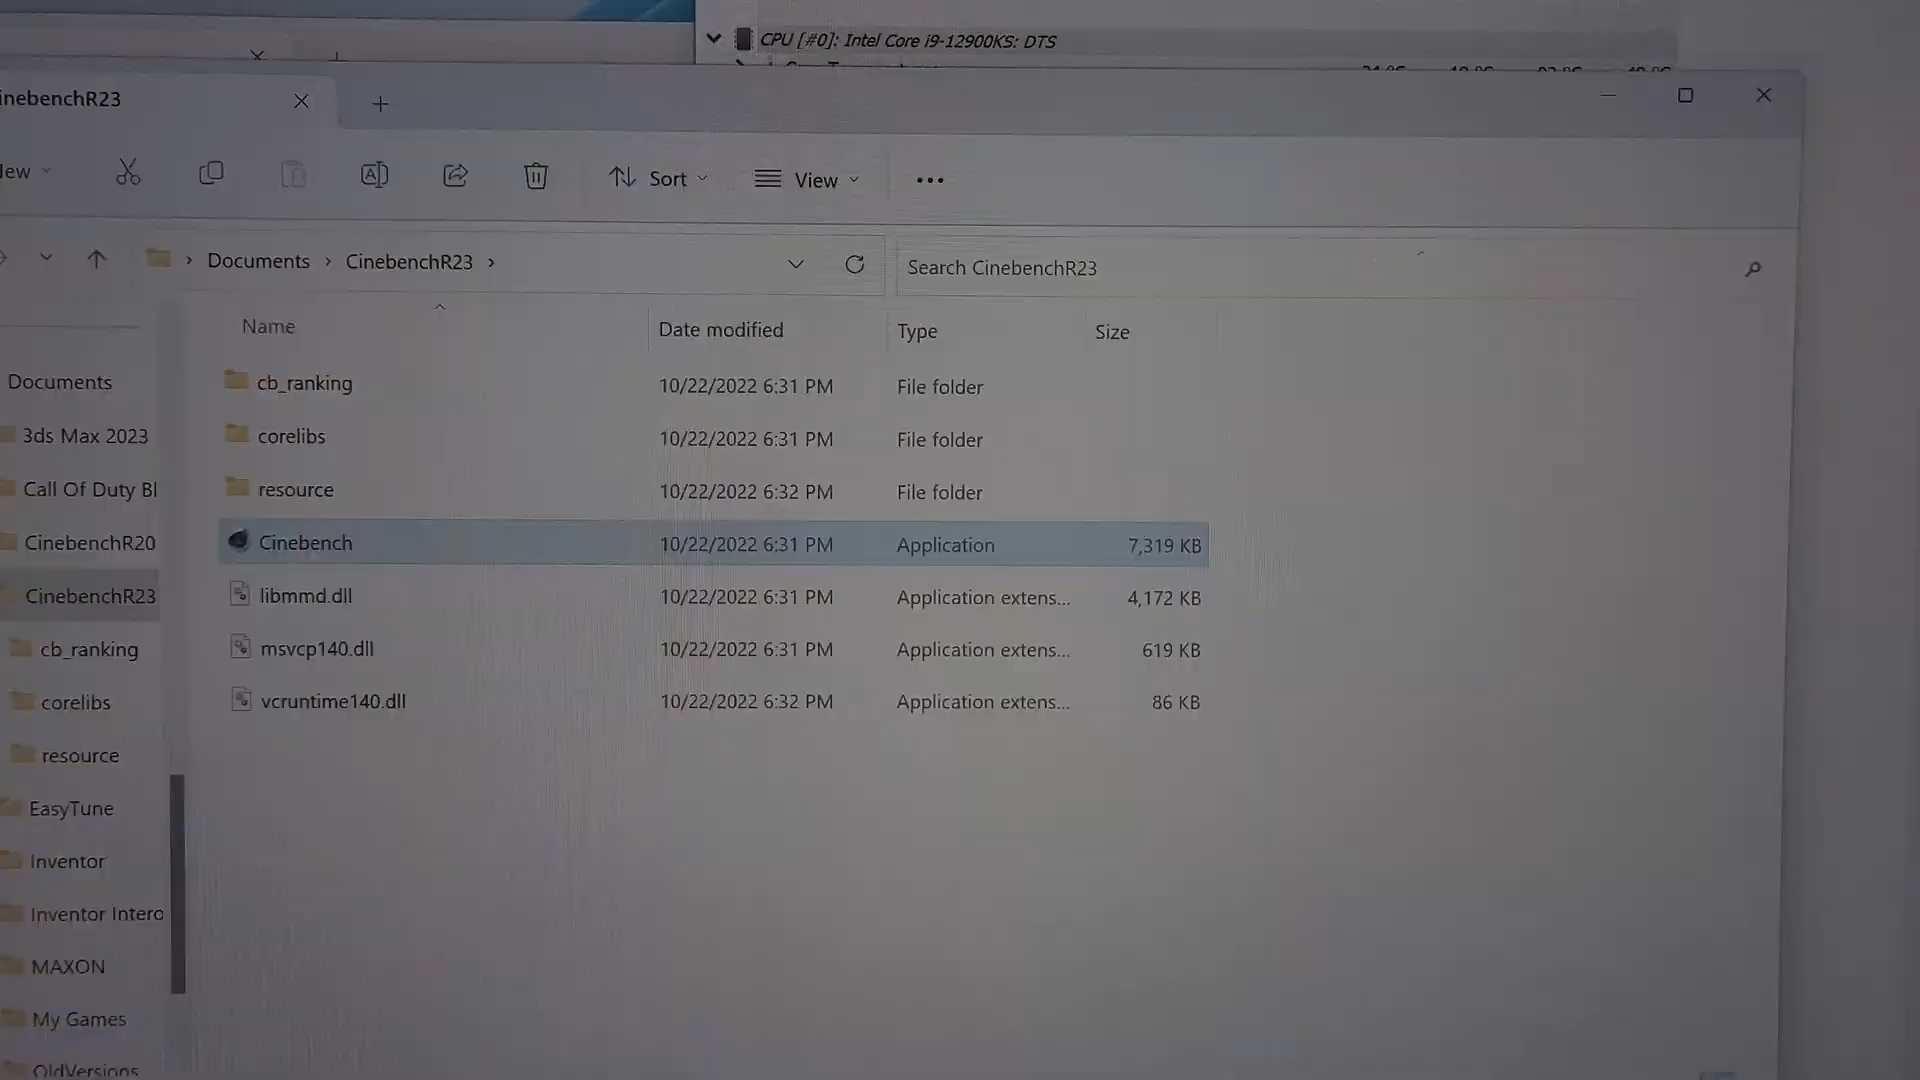 CPU [#0]: Intel Core i9-12900KS: DTS
inebenchR23
ew
Sort
View
Documents > CinebenchR23 >
Search CinebenchR23
Name Date modified Type Size
cb_ranking 10/22/2022 6:31 PM File folder
corelibs 10/22/2022 6:31 PM File folder
resource 10/22/2022 6:32 PM File folder
Cinebench 10/22/2022 6:31 PM Application 7,319 KB
libmmd.dll 10/22/2022 6:31 PM Application extens... 4,172 KB
msvcp140.dll 10/22/2022 6:31 PM Application extens... 619 KB
vcruntime140.dll 10/22/2022 6:32 PM Application extens... 86 KB
Documents
3ds Max 2023
Call Of Duty Bl
CinebenchR20
CinebenchR23
cb_ranking
corelibs
resource
EasyTune
Inventor
Inventor Intero
MAXON
My Games
OldVersions